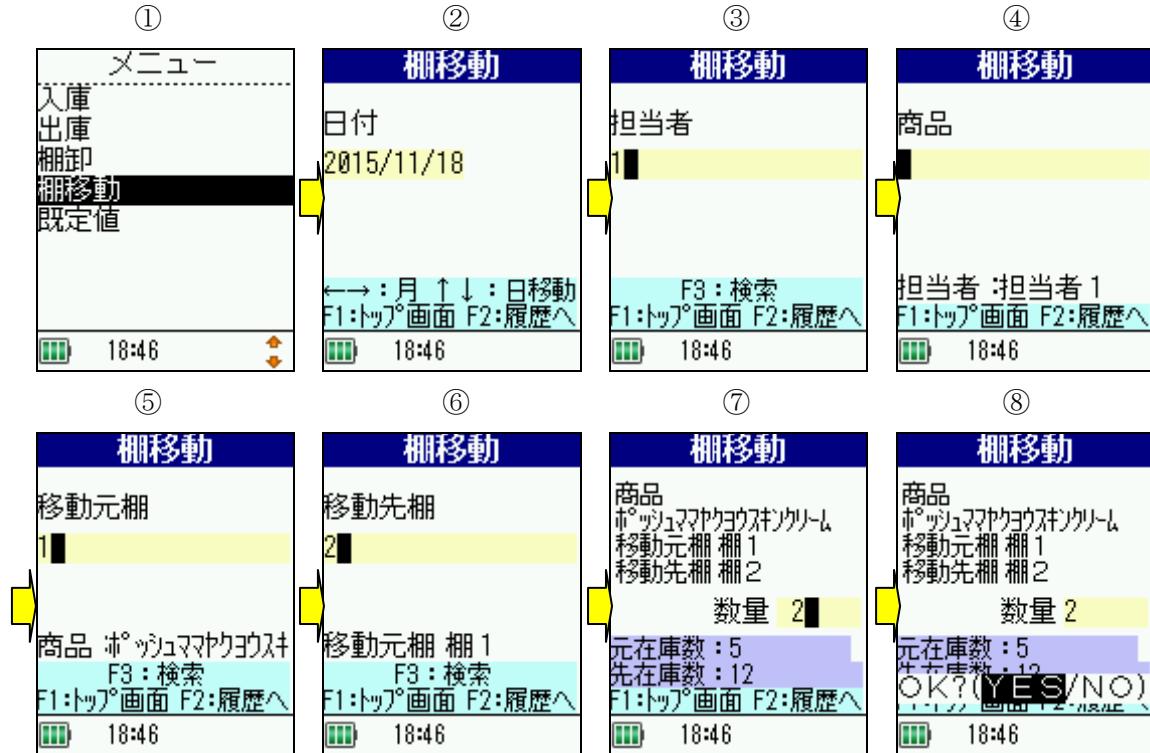 ①
メニュー
入庫
出庫
棚卸
棚移動
既定値
18:46
②
棚移動
日付
2015/11/18
←→：月 ↑↓：日移動
F1:ﾄｯﾌﾟ画面 F2:履歴へ
18:46
③
棚移動
担当者
1
F3：検索
F1:ﾄｯﾌﾟ画面 F2:履歴へ
18:46
④
棚移動
商品
担当者 :担当者１
F1:ﾄｯﾌﾟ画面 F2:履歴へ
18:46
⑤
棚移動
移動元棚
1
商品 :ﾎﾟｯｼｭママﾔｸﾖｳｽｷ
F3：検索
F1:ﾄｯﾌﾟ画面 F2:履歴へ
18:46
⑥
棚移動
移動先棚
2
移動元棚 棚１
F3：検索
F1:ﾄｯﾌﾟ画面 F2:履歴へ
18:46
⑦
棚移動
商品
ﾎﾟｯｼｭﾏﾏﾔｸﾖｳｽｷﾝｸﾘｰﾑ
移動元棚 棚１
移動先棚 棚２
数量 2
元在庫数：5
先在庫数：12
F1:ﾄｯﾌﾟ画面 F2:履歴へ
18:46
⑧
棚移動
商品
ﾎﾟｯｼｭﾏﾏﾔｸﾖｳｽｷﾝｸﾘｰﾑ
移動元棚 棚１
移動先棚 棚２
数量 2
元在庫数：5
先在庫数：12
ＯＫ?(ＹＥＳ/ＮＯ)
18:46